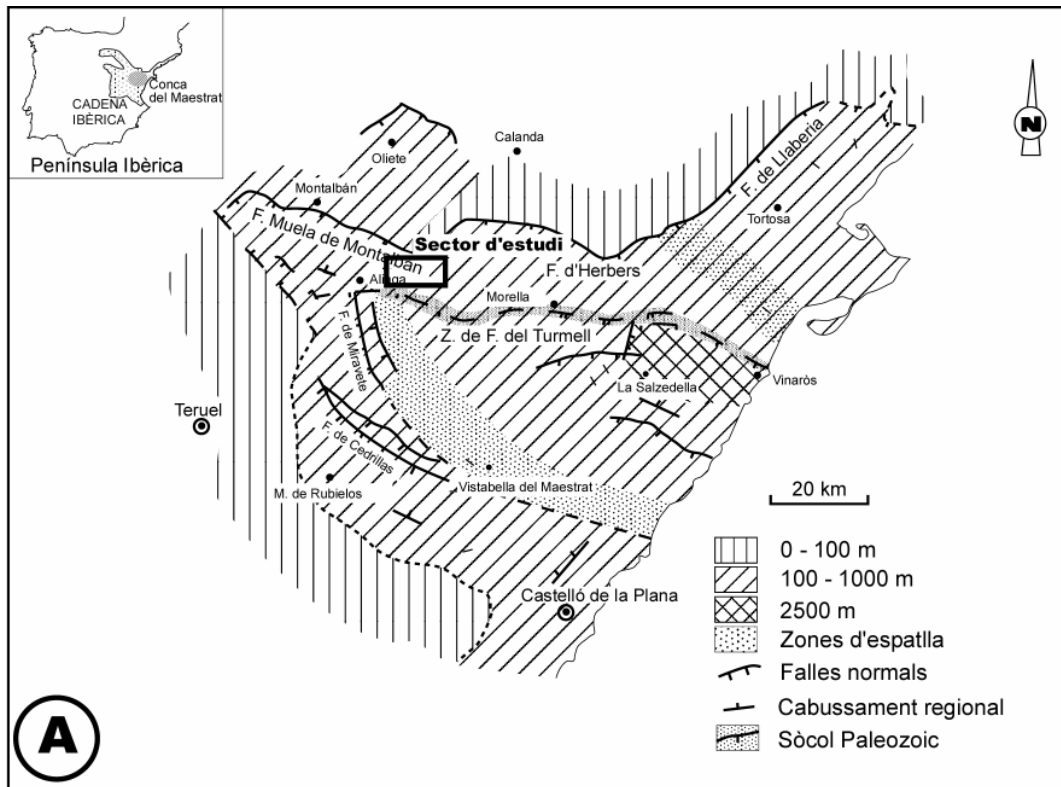 Conca
del Maestrat
CADENA
IBÈRICA
Península Ibèrica
N
Calanda
Oliete
Montalbán
F. de Llaberia
Tortosa
F. Muela de Montalbán
Sector d'estudi
F. d'Herbers
Aliaga
Morella
Z. de F. del Turmell
F. de Miravete
La Salzedella
Vinaròs
Teruel
F. de Cedrillas
Vistabella del Maestrat
M. de Rubielos
20 km
Castelló de la Plana
0 - 100 m
100 - 1000 m
2500 m
Zones d'espatlla
Falles normals
Cabussament regional
Sòcol Paleozoic
A